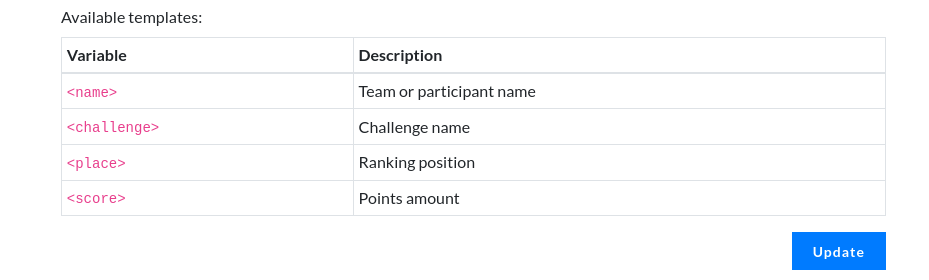 Available templates:
Variable Description
<name> Team or participant name
<challenge> Challenge name
<place> Ranking position
<score> Points amount
Update